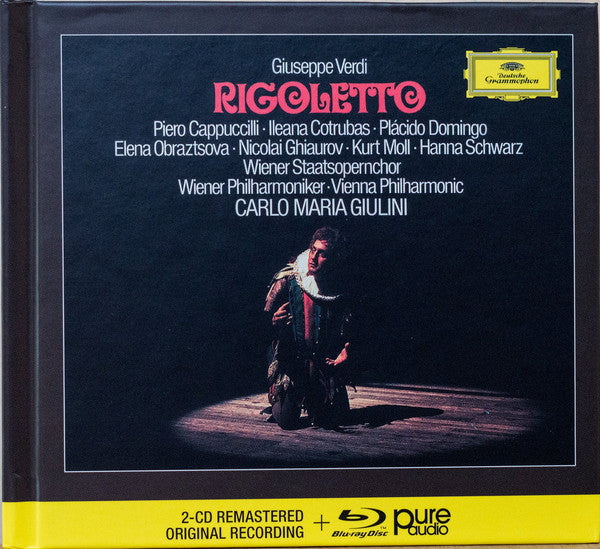 Giuseppe Verdi
Deutsche
Grammophon
RIGOLETTO
Piero Cappuccilli · Ileana Cotrubas · Plácido Domingo
Elena Obraztsova · Nicolai Ghiaurov · Kurt Moll · Hanna Schwarz
Wiener Staatsopernchor
Wiener Philharmoniker · Vienna Philharmonic
CARLO MARIA GIULINI
2-CD REMASTERED
ORIGINAL RECORDING
+
Blu-ray Disc™
pure
audio